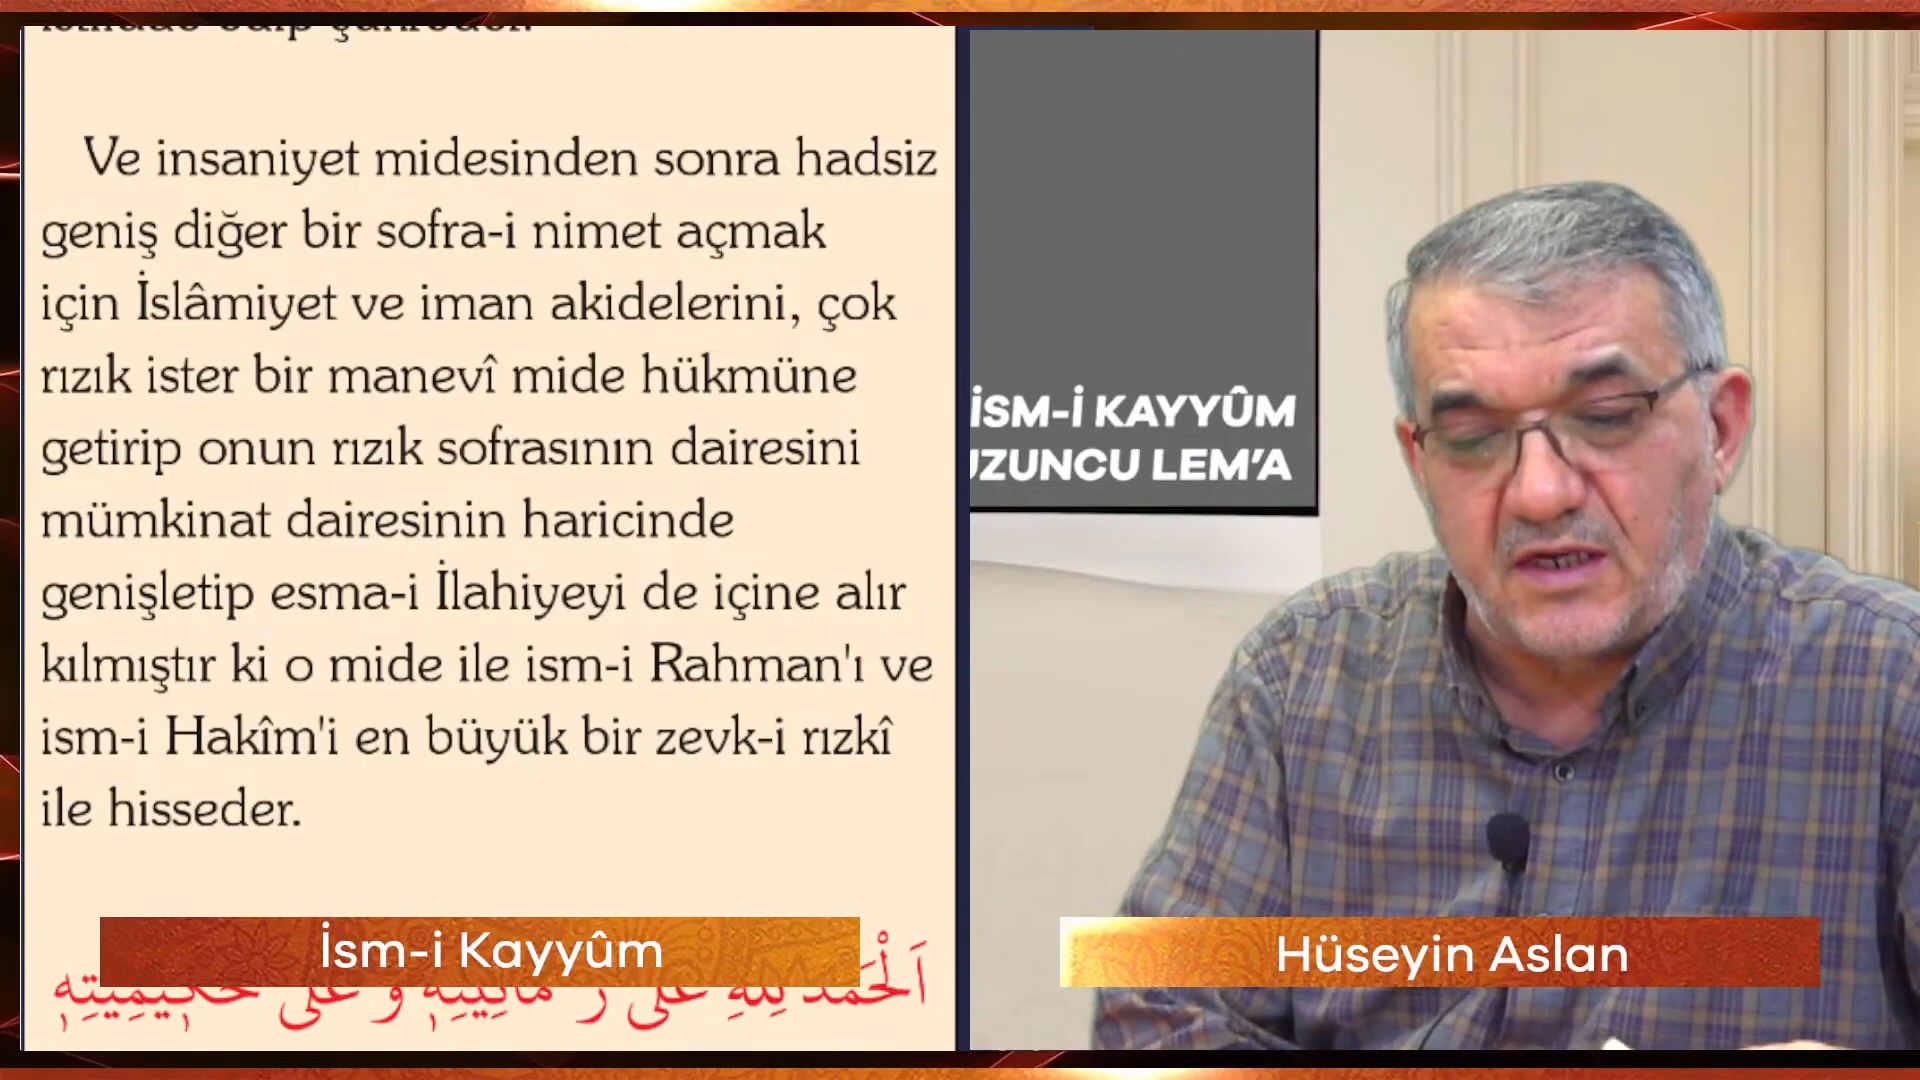 Ve insaniyet midesinden sonra hadsiz
geniş diğer bir sofra-i nimet açmak
için İslâmiyet ve iman akidelerini, çok
rızık ister bir manevî mide hükmüne
getirip onun rızık sofrasının dairesini
mümkinat dairesinin haricinde
genişletip esma-i İlahiyeyi de içine alır
kılmıştır ki o mide ile ism-i Rahman'ı ve
ism-i Hakîm'i en büyük bir zevk-i rızkî
ile hisseder.
İsm-i Kayyûm
İSM-İ KAYYÛM
UZUNCU LEM’A
Hüseyin Aslan